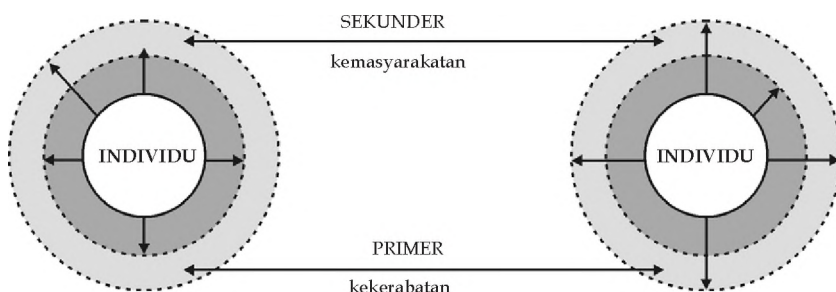 SEKUNDER
kemasyarakatan
INDIVIDU
INDIVIDU
PRIMER
kekerabatan